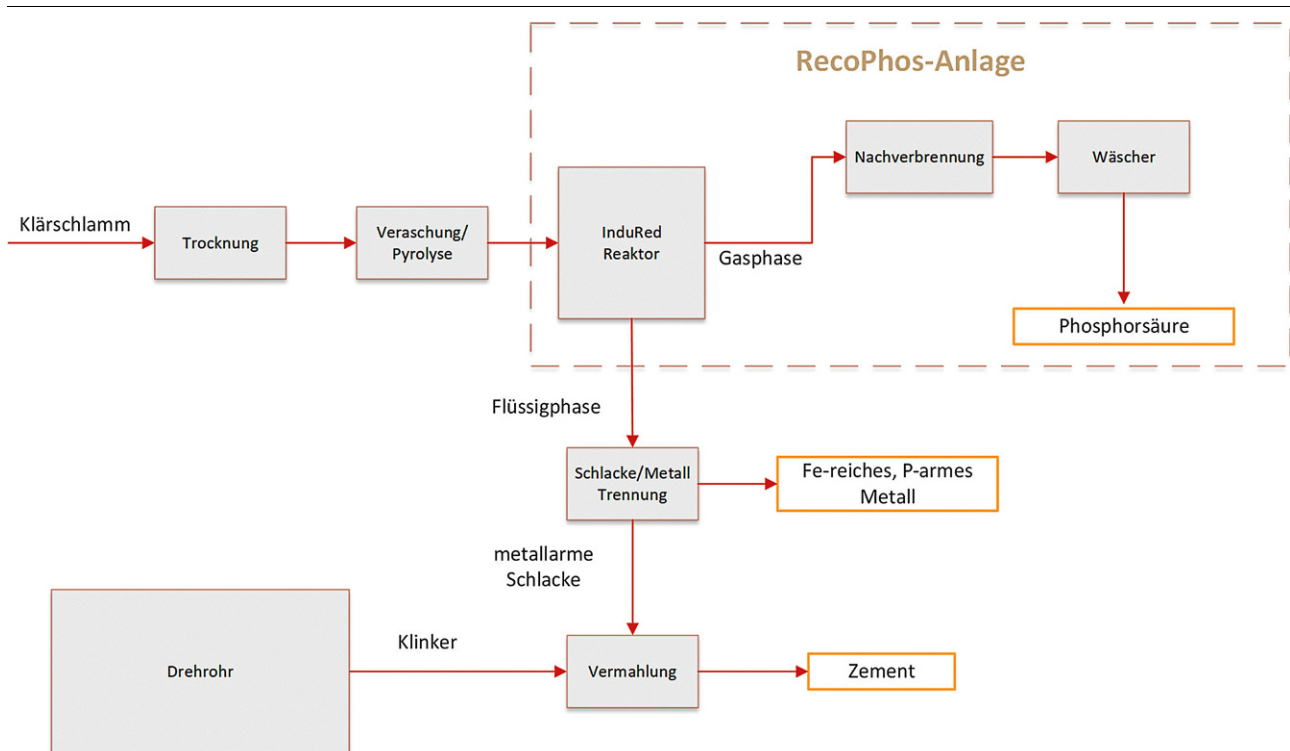 RecoPhos-Anlage
Nachverbrennung
Wäscher
Klärschlamm
Trocknung
Veraschung/
Pyrolyse
InduRed
Reaktor
Gasphase
Phosphorsäure
Flüssigphase
Schlacke/Metall
Trennung
Fe-reiches, P-armes
Metall
metallarme
Schlacke
Drehrohr
Klinker
Vermahlung
Zement